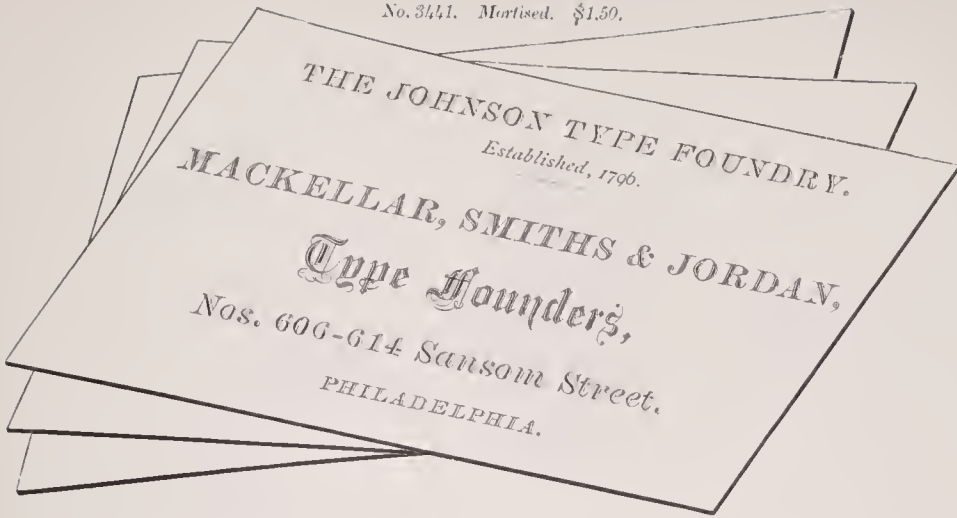 No. 3441. Mortised. $1.50.
THE JOHNSON TYPE FOUNDRY.
Established, 1796.
MACKELLAR, SMITHS & JORDAN,
Type Founders,
Nos. 606-614 Sansom Street.
PHILADELPHIA.